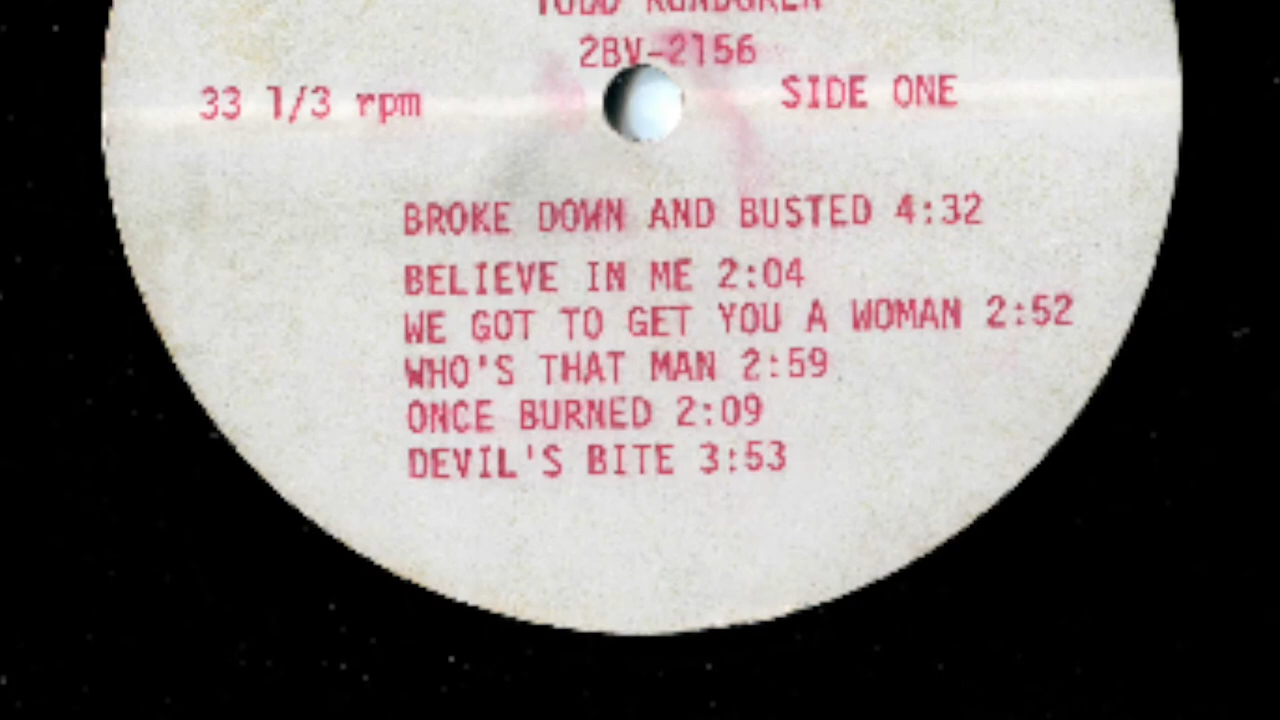 TODD RUNDGREN
2BV-2156
33 1/3 rpm
SIDE ONE
BROKE DOWN AND BUSTED 4:32
BELIEVE IN ME 2:04
WE GOT TO GET YOU A WOMAN 2:52
WHO'S THAT MAN 2:59
ONCE BURNED 2:09
DEVIL'S BITE 3:53